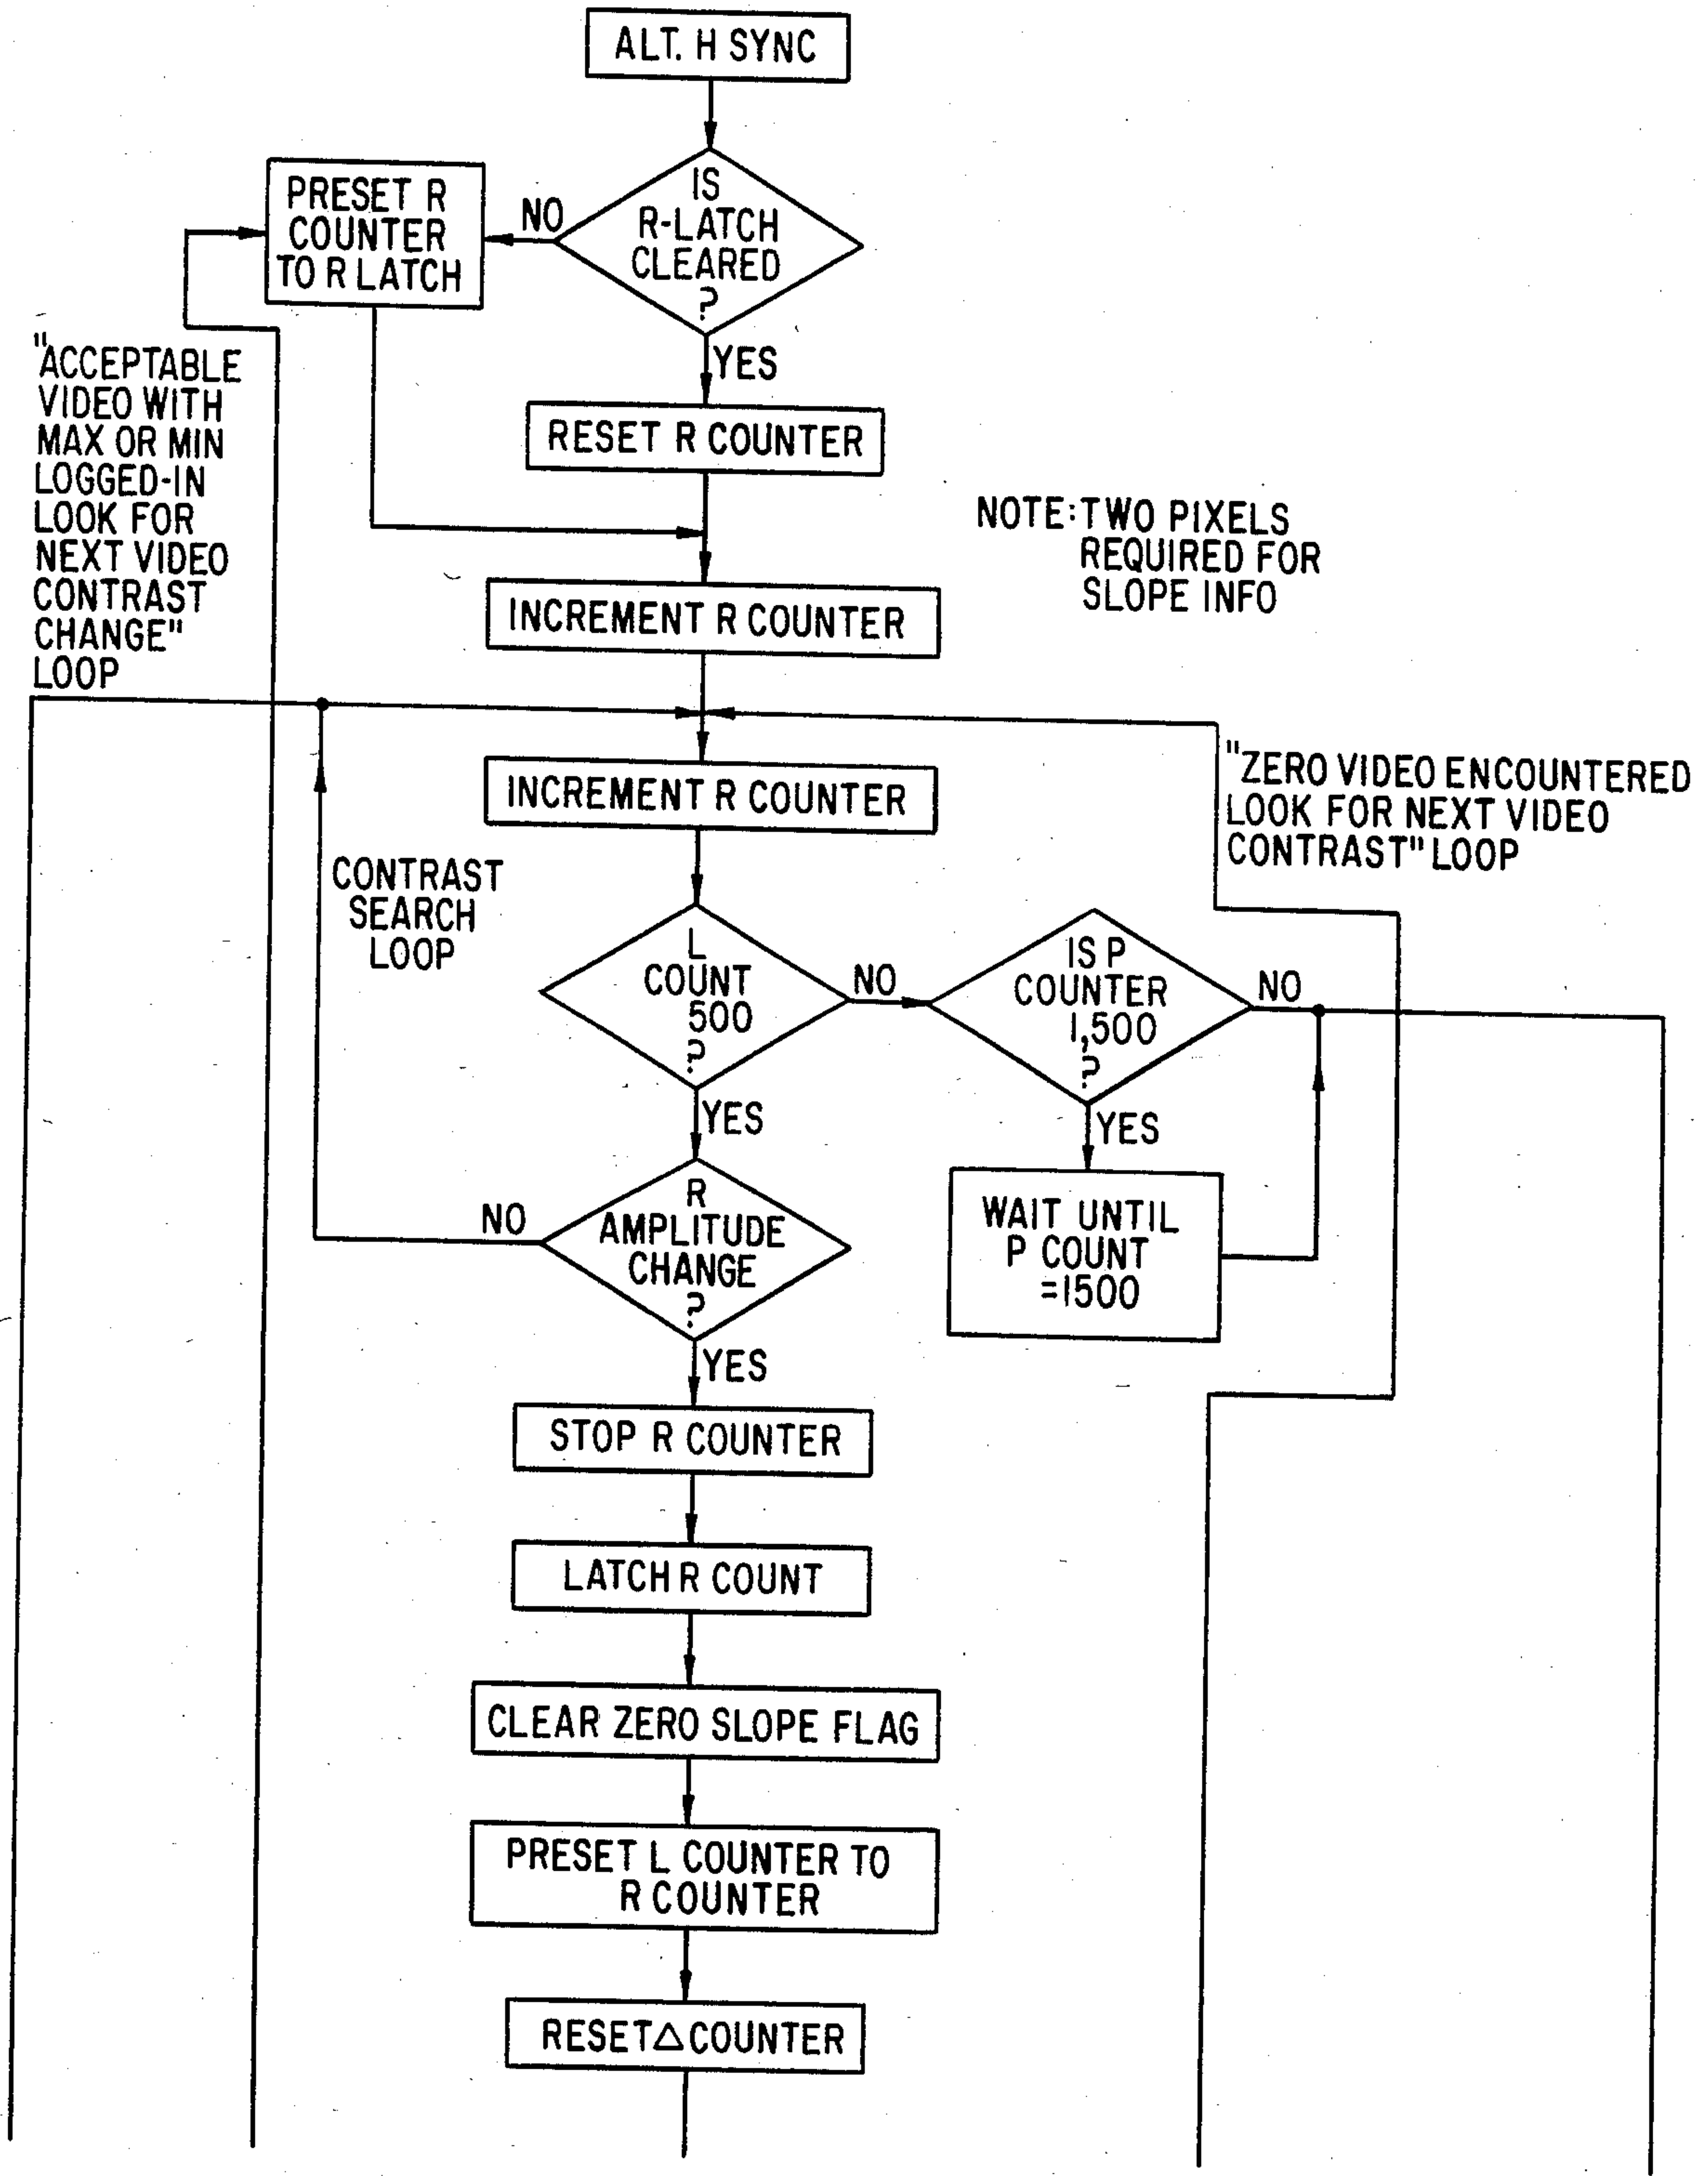 ALT. H SYNC
PRESET R
COUNTER
TO R LATCH
NO
IS
R-LATCH
CLEARED
?
YES
"ACCEPTABLE
VIDEO WITH
MAX OR MIN
LOGGED-IN
LOOK FOR
NEXT VIDEO
CONTRAST
CHANGE"
LOOP
RESET R COUNTER
NOTE: TWO PIXELS
REQUIRED FOR
SLOPE INFO
INCREMENT R COUNTER
INCREMENT R COUNTER
"ZERO VIDEO ENCOUNTERED
LOOK FOR NEXT VIDEO
CONTRAST" LOOP
CONTRAST
SEARCH
LOOP
L
COUNT
500
?
NO
IS P
COUNTER
1,500
?
NO
YES
YES
R
AMPLITUDE
CHANGE
?
NO
WAIT UNTIL
P COUNT
=1500
YES
STOP R COUNTER
LATCH R COUNT
CLEAR ZERO SLOPE FLAG
PRESET L COUNTER TO
R COUNTER
RESET △ COUNTER